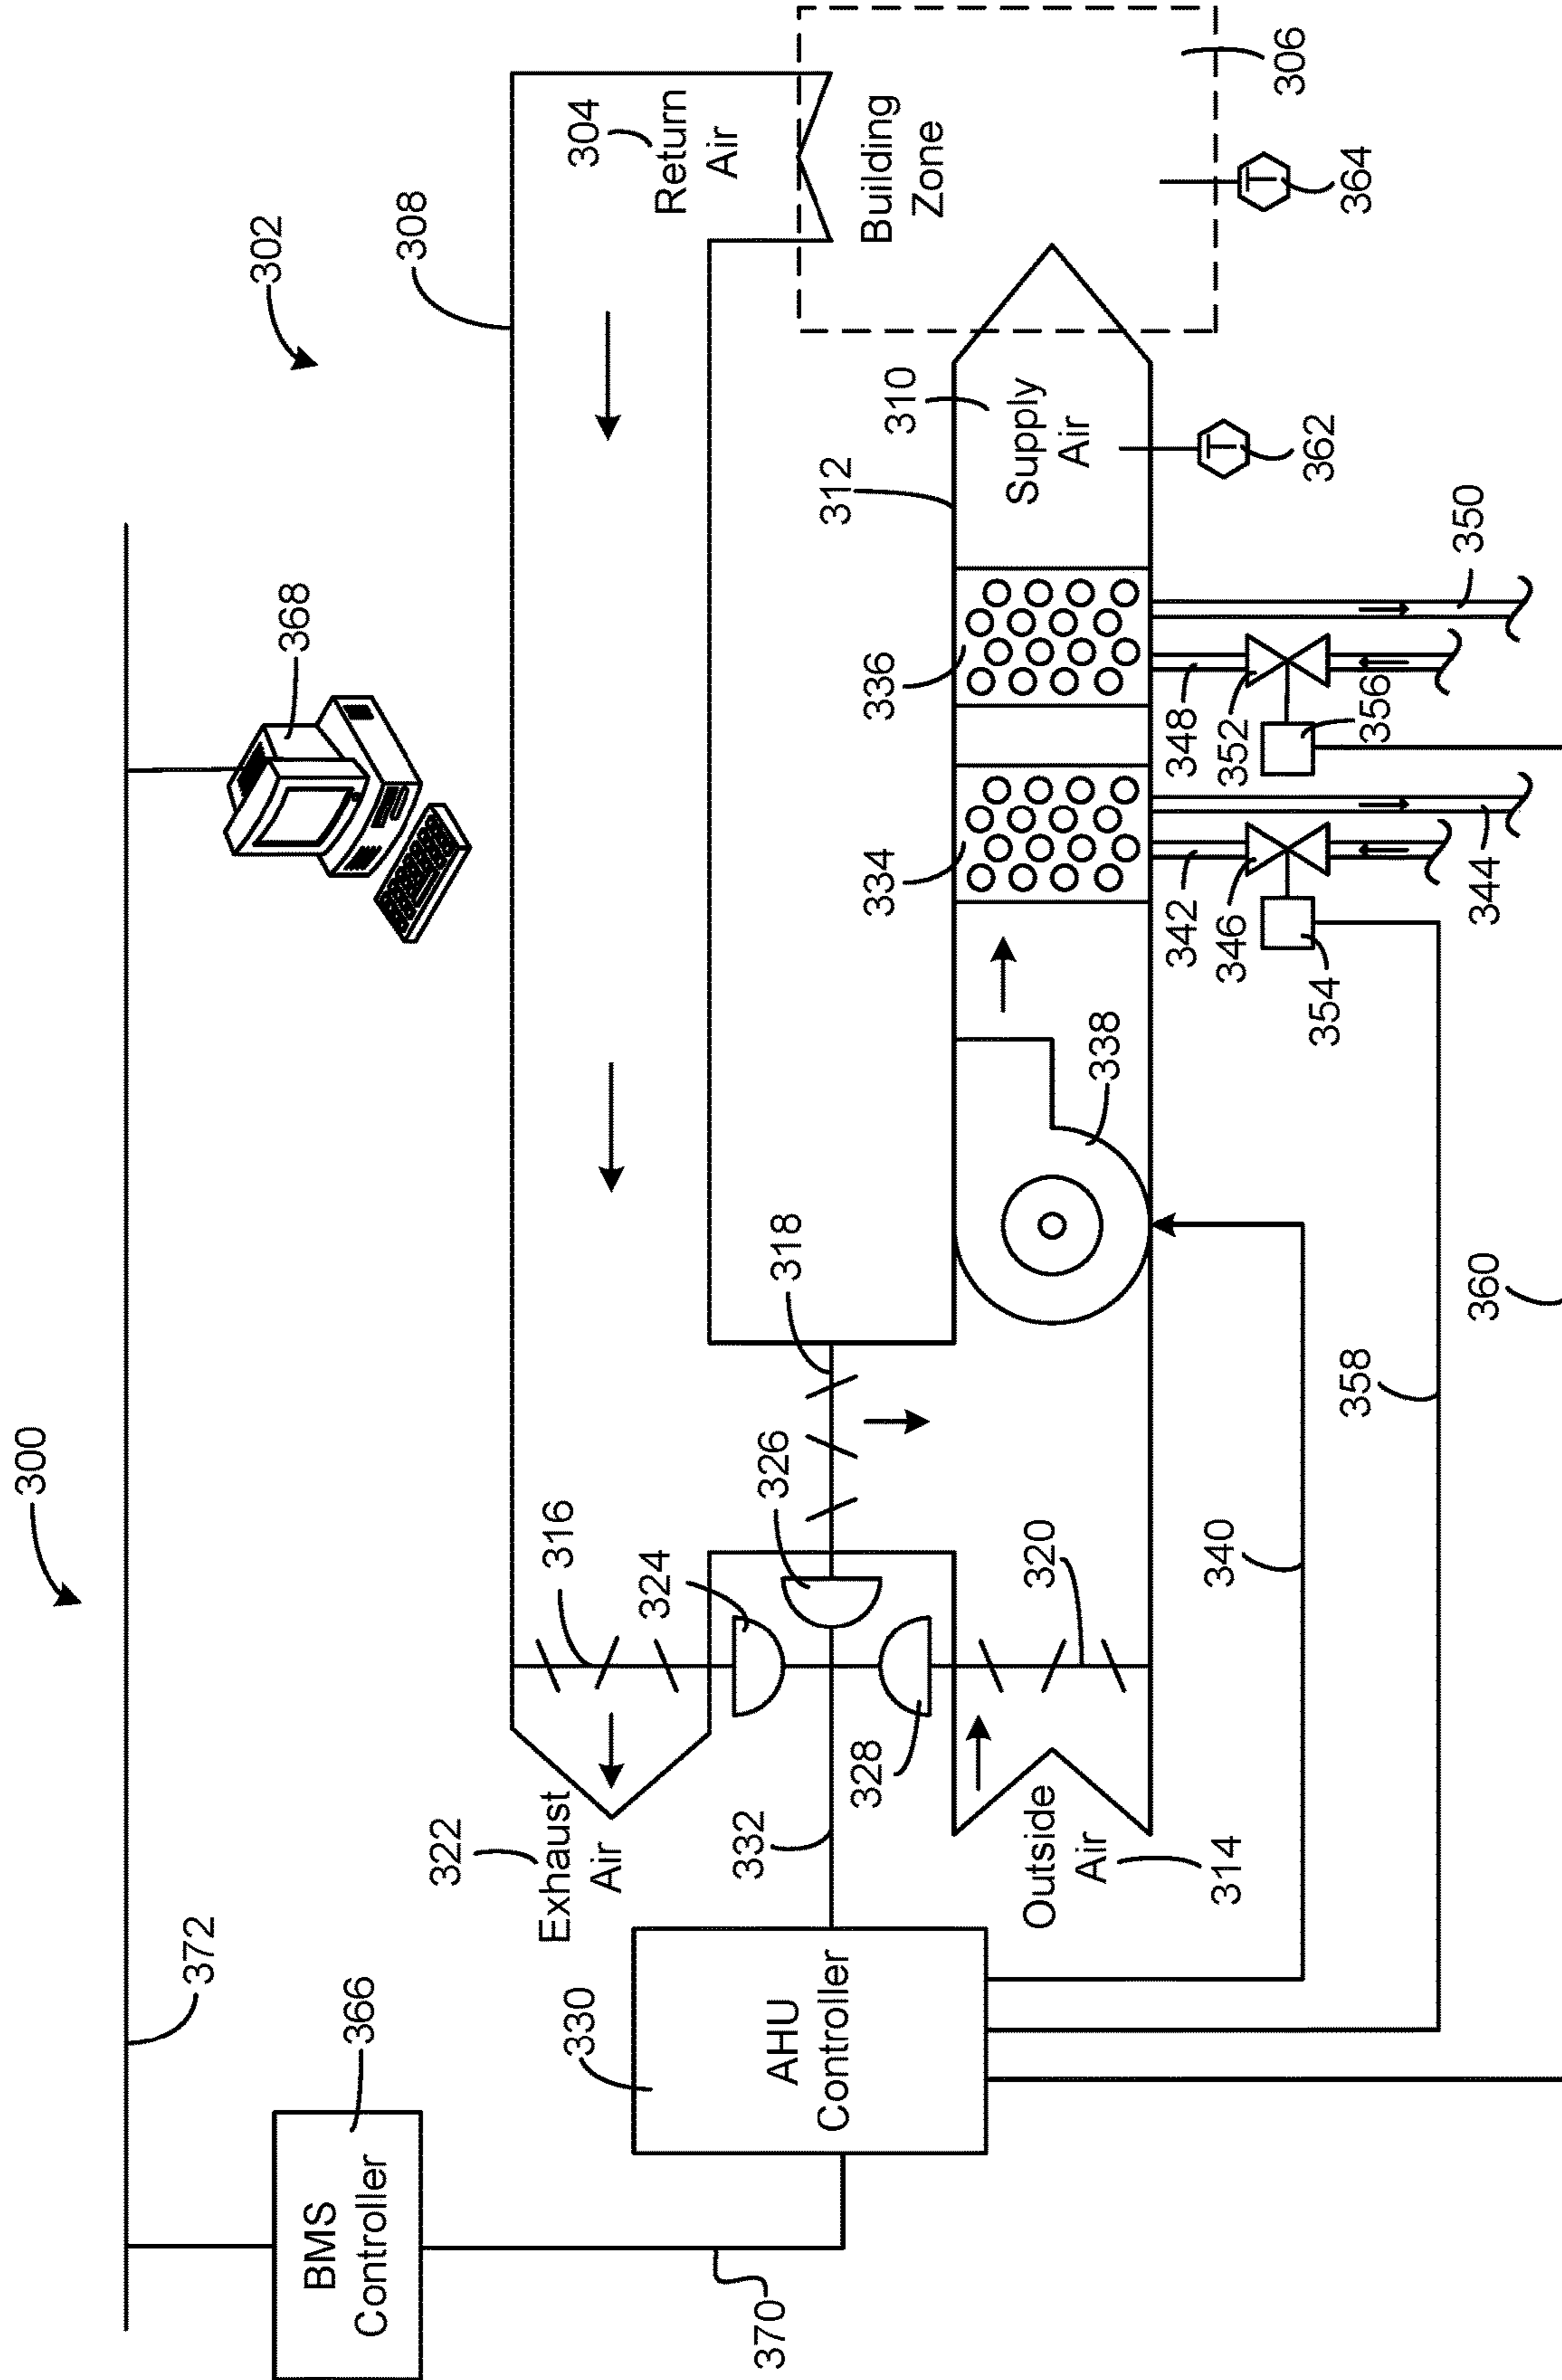 300
372
366
BMS
Controller
370
368
302
308
304
Return
Air
Building
Zone
306
364
322
Exhaust
Air
316
324
326
318
328
332
330
AHU
Controller
Outside
Air
314
320
338
334
336
312
310
Supply
Air
362
342
346
354
344
348
352
356
350
340
358
360
T
T